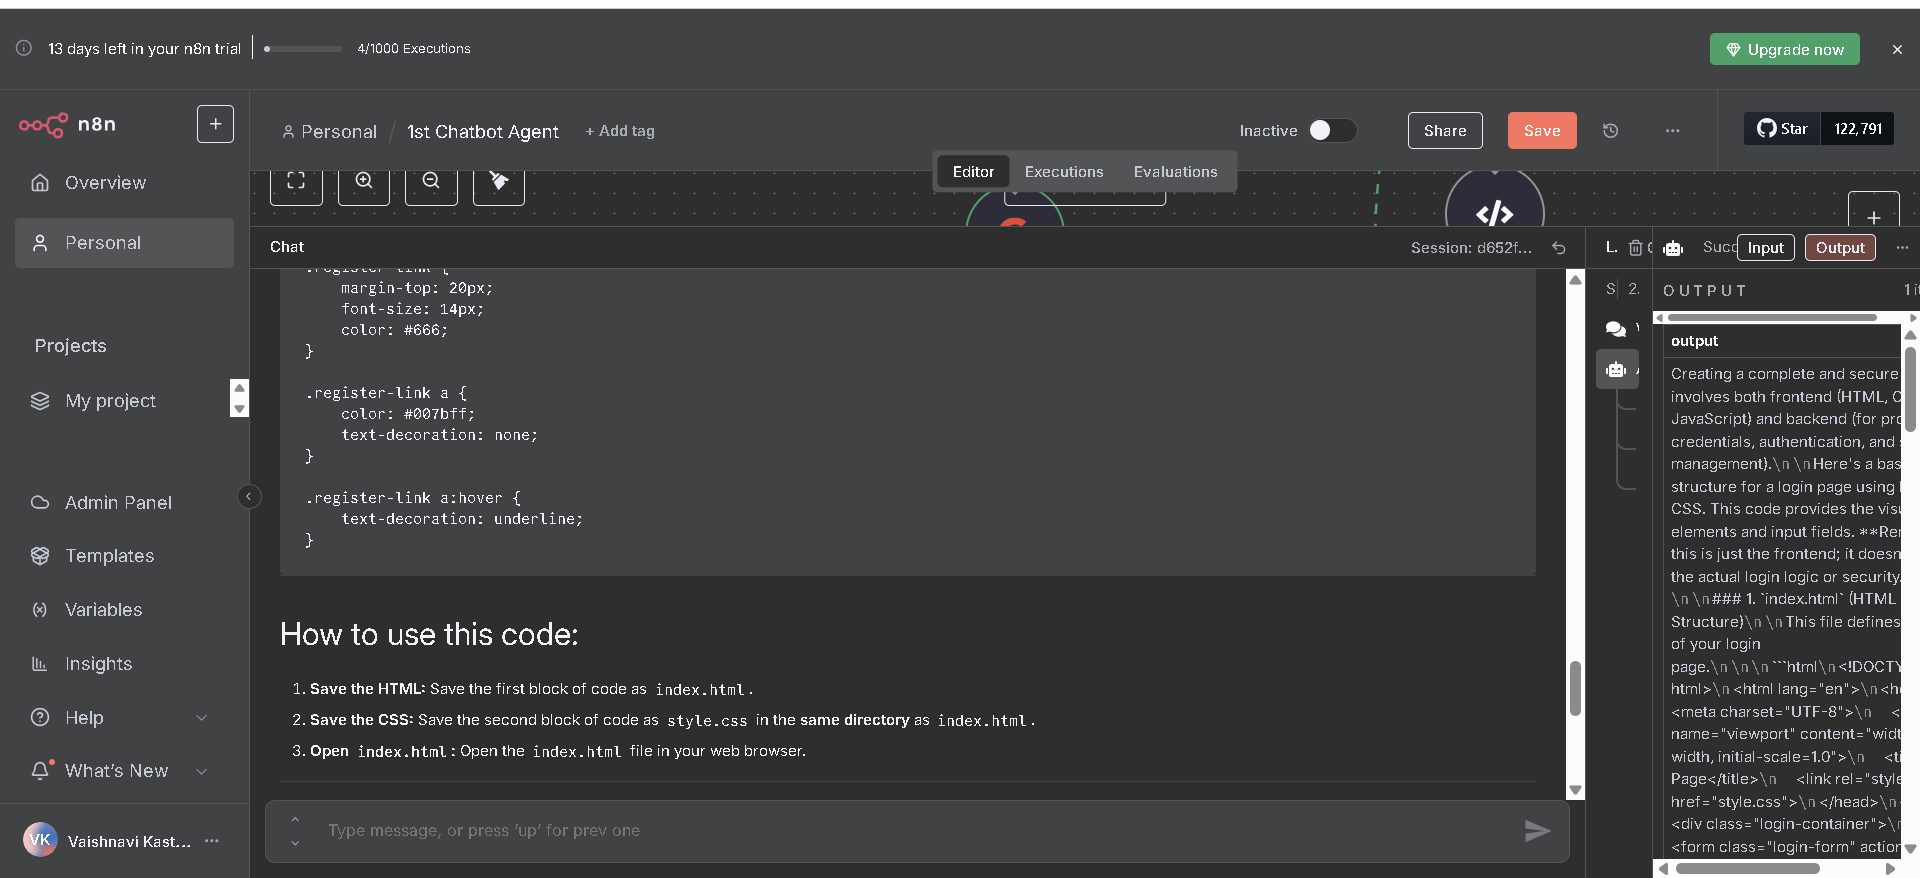 13 days left in your n8n trial
4/1000 Executions
Upgrade now
n8n
Personal / 1st Chatbot Agent + Add tag
Inactive
Share
Save
Star 122,791
Editor
Executions
Evaluations
Overview
Personal
Projects
My project
Admin Panel
Templates
Variables
Insights
Help
What's New
VK Vaishnavi Kast...
Chat
Session: d652f...
.register-link {
margin-top: 20px;
font-size: 14px;
color: #666;
}
.register-link a {
color: #007bff;
text-decoration: none;
}
.register-link a:hover {
text-decoration: underline;
}
How to use this code:
1. Save the HTML: Save the first block of code as index.html.
2. Save the CSS: Save the second block of code as style.css in the same directory as index.html.
3. Open index.html: Open the index.html file in your web browser.
Type message, or press 'up' for prev one
L.
S 2.
Succ
Input
Output
OUTPUT
output
Creating a complete and secure
involves both frontend (HTML, C
JavaScript) and backend (for pro
credentials, authentication, and s
management).\n\nHere's a bas
structure for a login page using
CSS. This code provides the visu
elements and input fields. **Rer
this is just the frontend; it doesn
the actual login logic or security.
\n\n### 1. `index.html` (HTML
Structure)\n\nThis file defines
of your login
page.\n\n\n```html\n<!DOCTY
html>\n<html lang="en">\n<he
<meta charset="UTF-8">\n <
name="viewport" content="widt
width, initial-scale=1.0">\n <ti
Page</title>\n <link rel="style
href="style.css">\n</head>\n
<div class="login-container">\
<form class="login-form" action